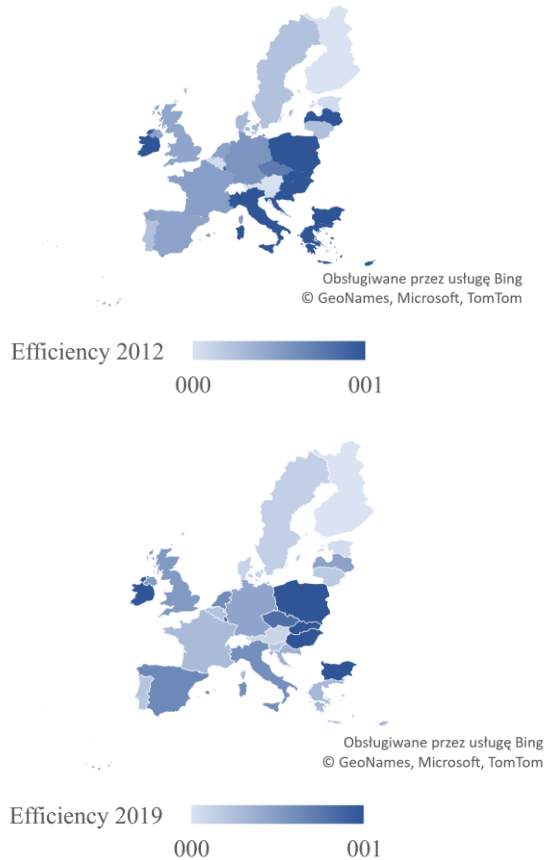 Obsługiwane przez usługę Bing
© GeoNames, Microsoft, TomTom
Efficiency 2012
000 001
Obsługiwane przez usługę Bing
© GeoNames, Microsoft, TomTom
Efficiency 2019
000 001